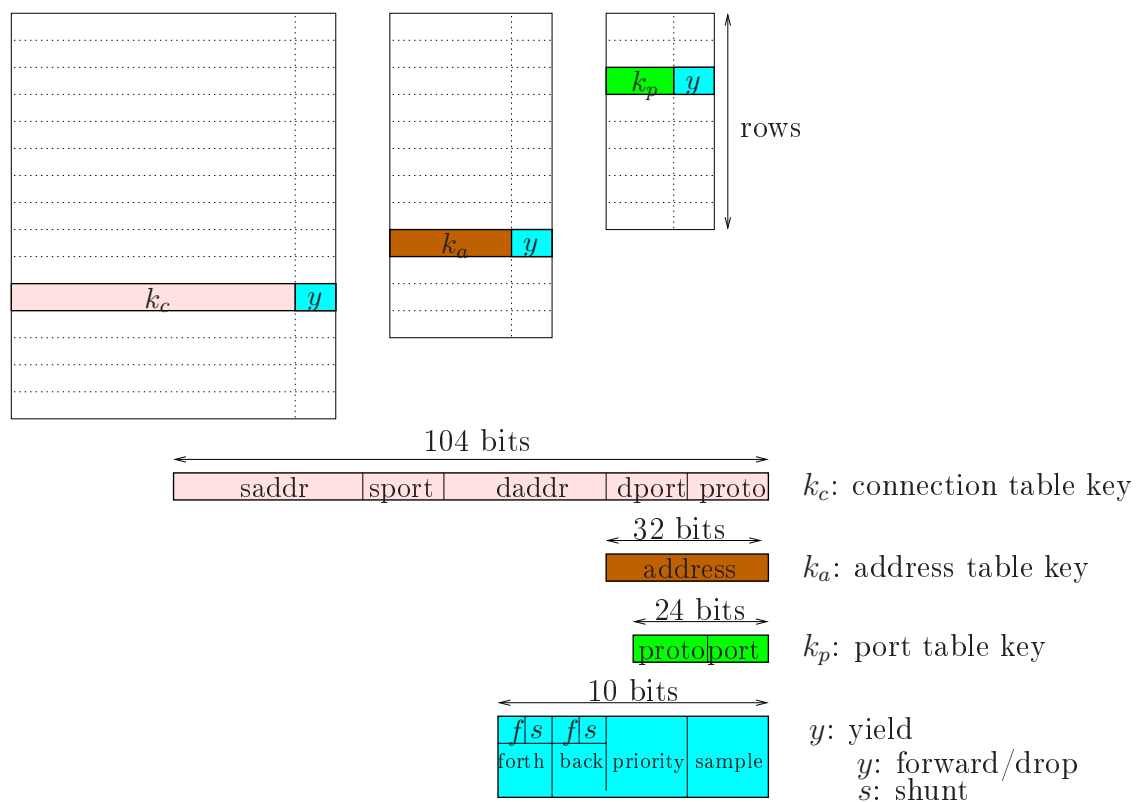 k_p y
rows
k_a y
k_c y
104 bits
saddr sport daddr dport proto
k_c: connection table key
32 bits
address
k_a: address table key
24 bits
proto port
k_p: port table key
10 bits
f s f s
forth back priority sample
y: yield
y: forward/drop
s: shunt